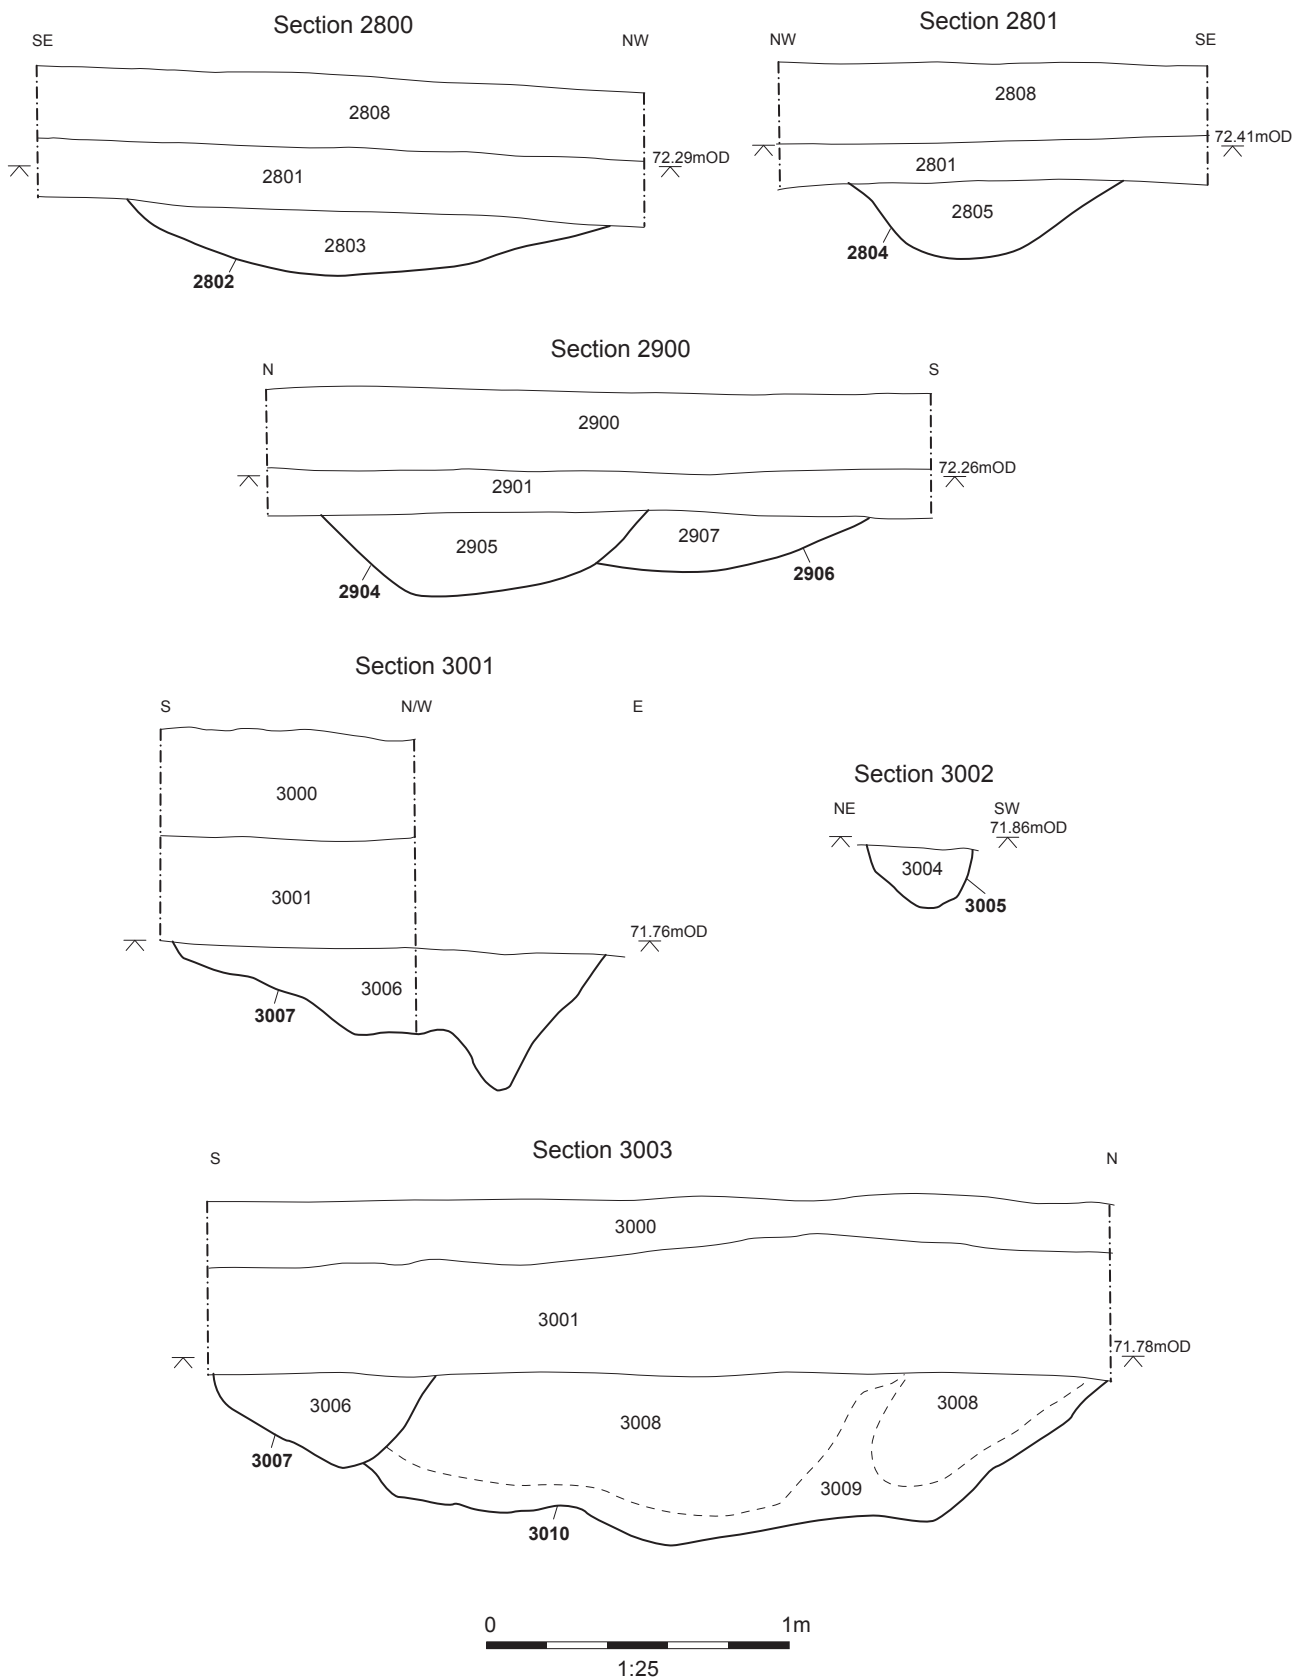 Section 2800
SE
NW
2808
72.29mOD
2801
2803
2802
Section 2801
NW
SE
2808
72.41mOD
2801
2805
2804
Section 2900
N
S
2900
72.26mOD
2901
2905
2907
2904
2906
Section 3001
S
N/W
E
3000
3001
71.76mOD
3006
3007
Section 3002
NE
SW
71.86mOD
3004
3005
Section 3003
S
N
3000
3001
71.78mOD
3006
3008
3008
3007
3009
3010
0
1m
1:25